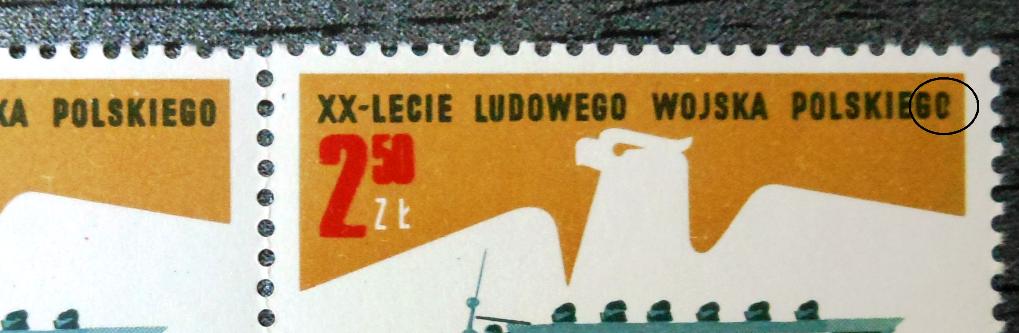 KA POLSKIEGO
XX-LECIE LUDOWEGO WOJSKA POLSKIEGO
2 50
ZŁ